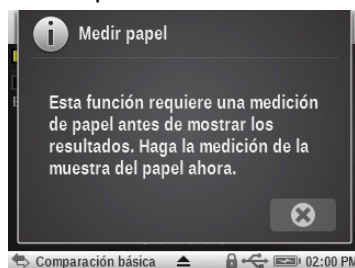 Medir papel
Esta función requiere una medición
de papel antes de mostrar los
resultados. Haga la medición de la
muestra del papel ahora.
Comparación básica 02:00 PM